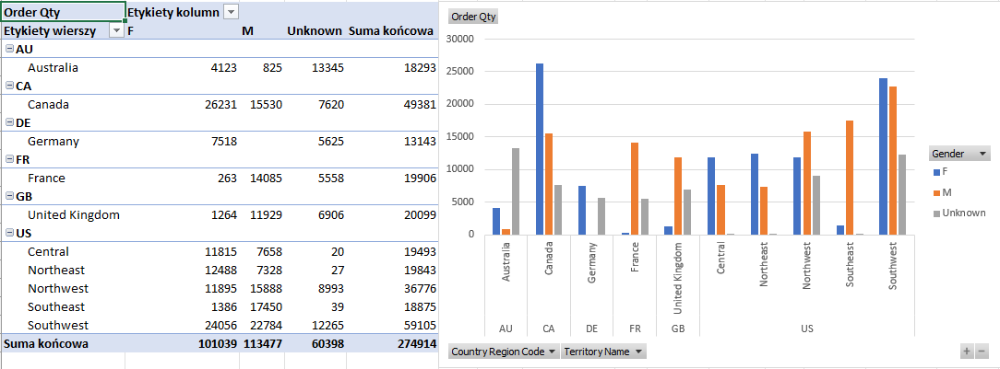 Order Qty Etykiety kolumn
Etykiety wierszy F M Unknown Suma końcowa
AU
Australia 4123 825 13345 18293
CA
Canada 26231 15530 7620 49381
DE
Germany 7518 5625 13143
FR
France 263 14085 5558 19906
GB
United Kingdom 1264 11929 6906 20099
US
Central 11815 7658 20 19493
Northeast 12488 7328 27 19843
Northwest 11895 15888 8993 36776
Southeast 1386 17450 39 18875
Southwest 24056 22784 12265 59105
Suma końcowa 101039 113477 60398 274914
Order Qty
30000
25000
20000
15000
10000
5000
0
Australia
Canada
Germany
France
United Kingdom
Central
Northeast
Northwest
Southeast
Southwest
AU CA DE FR GB US
Gender
F
M
Unknown
Country Region Code Territory Name